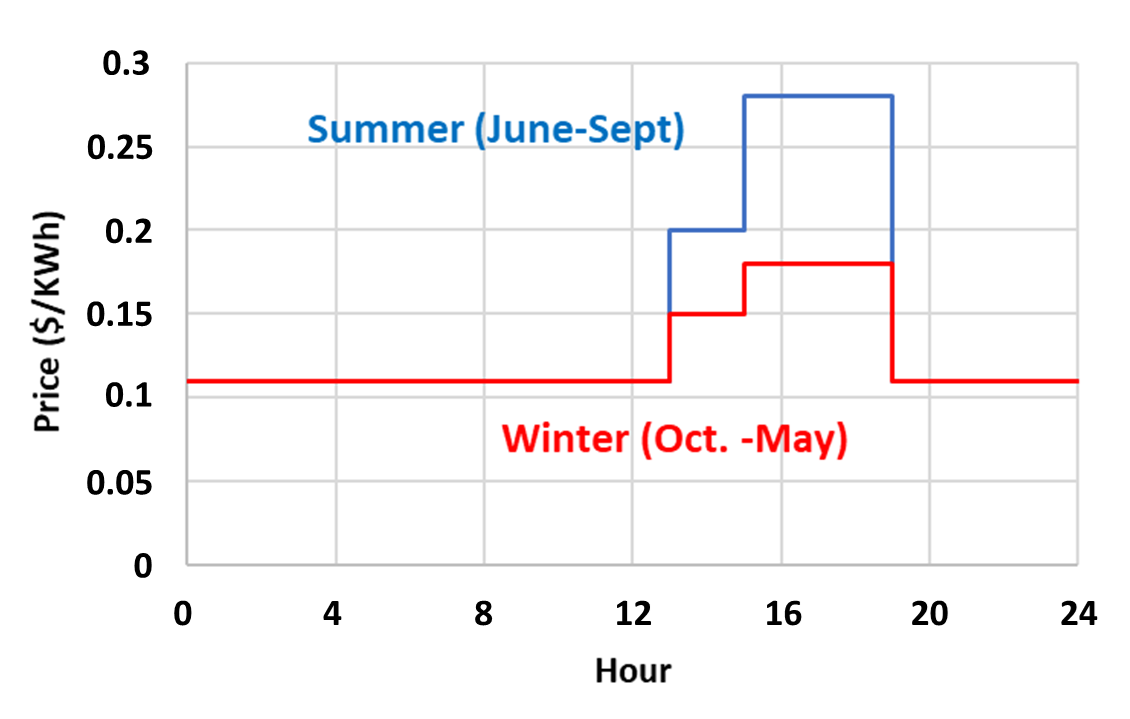 0.3
0.25
0.2
0.15
0.1
0.05
0
Price ($/KWh)
Summer (June-Sept)
Winter (Oct. -May)
0 4 8 12 16 20 24
Hour